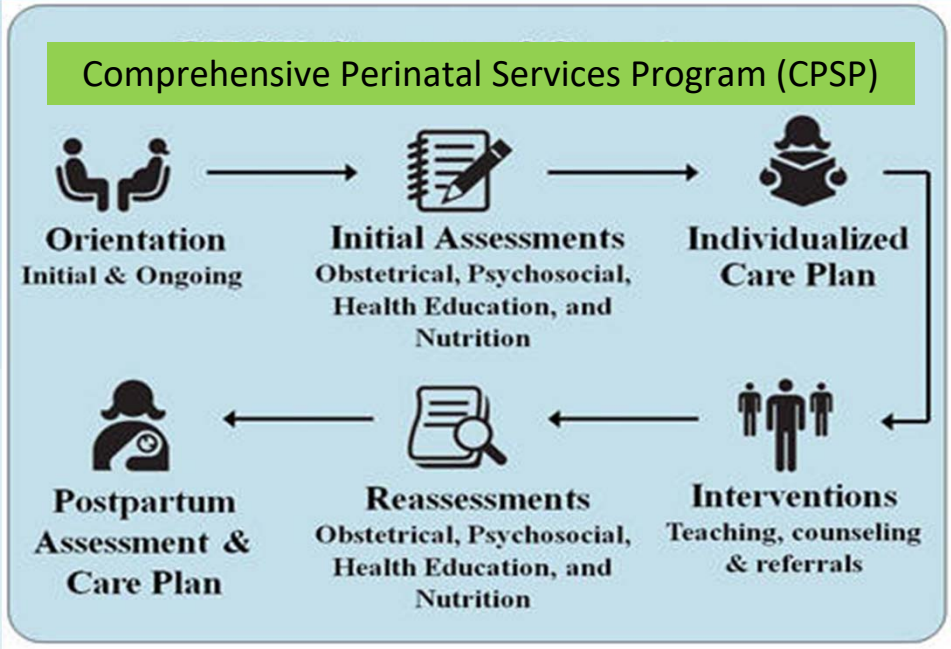 Comprehensive Perinatal Services Program (CPSP)
Orientation
Initial & Ongoing
Initial Assessments
Obstetrical, Psychosocial,
Health Education, and
Nutrition
Individualized
Care Plan
Interventions
Teaching, counseling
& referrals
Reassessments
Obstetrical, Psychosocial,
Health Education, and
Nutrition
Postpartum
Assessment &
Care Plan